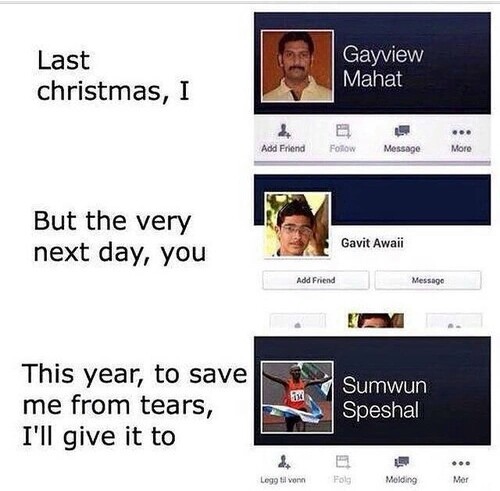 Last
christmas, I
Gayview
Mahat
Add Friend
Follow
Message
More
But the very
next day, you
Gavit Awaii
Add Friend
Message
This year, to save
me from tears,
I'll give it to
Sumwun
Speshal
Legg til venn
Følg
Melding
Mer